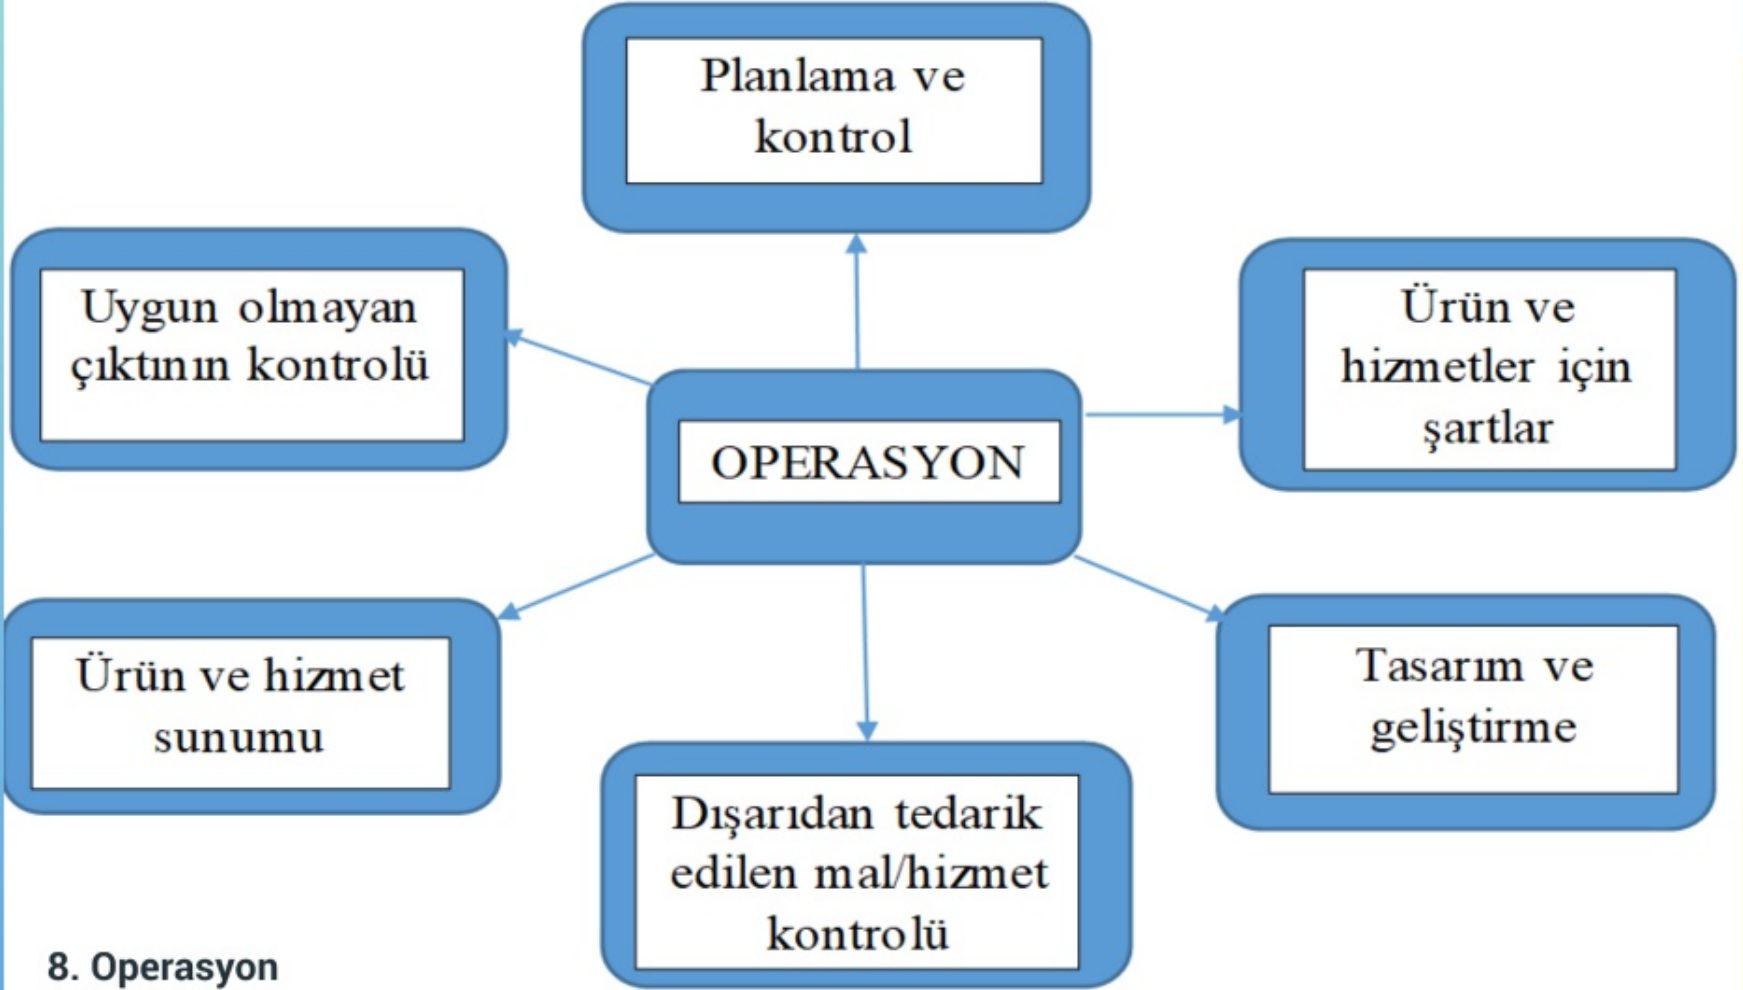 Planlama ve
kontrol
Uygun olmayan
çıktının kontrolü
Ürün ve
hizmetler için
şartlar
OPERASYON
Ürün ve hizmet
sunumu
Tasarım ve
geliştirme
Dışarıdan tedarik
edilen mal/hizmet
kontrolü
8. Operasyon